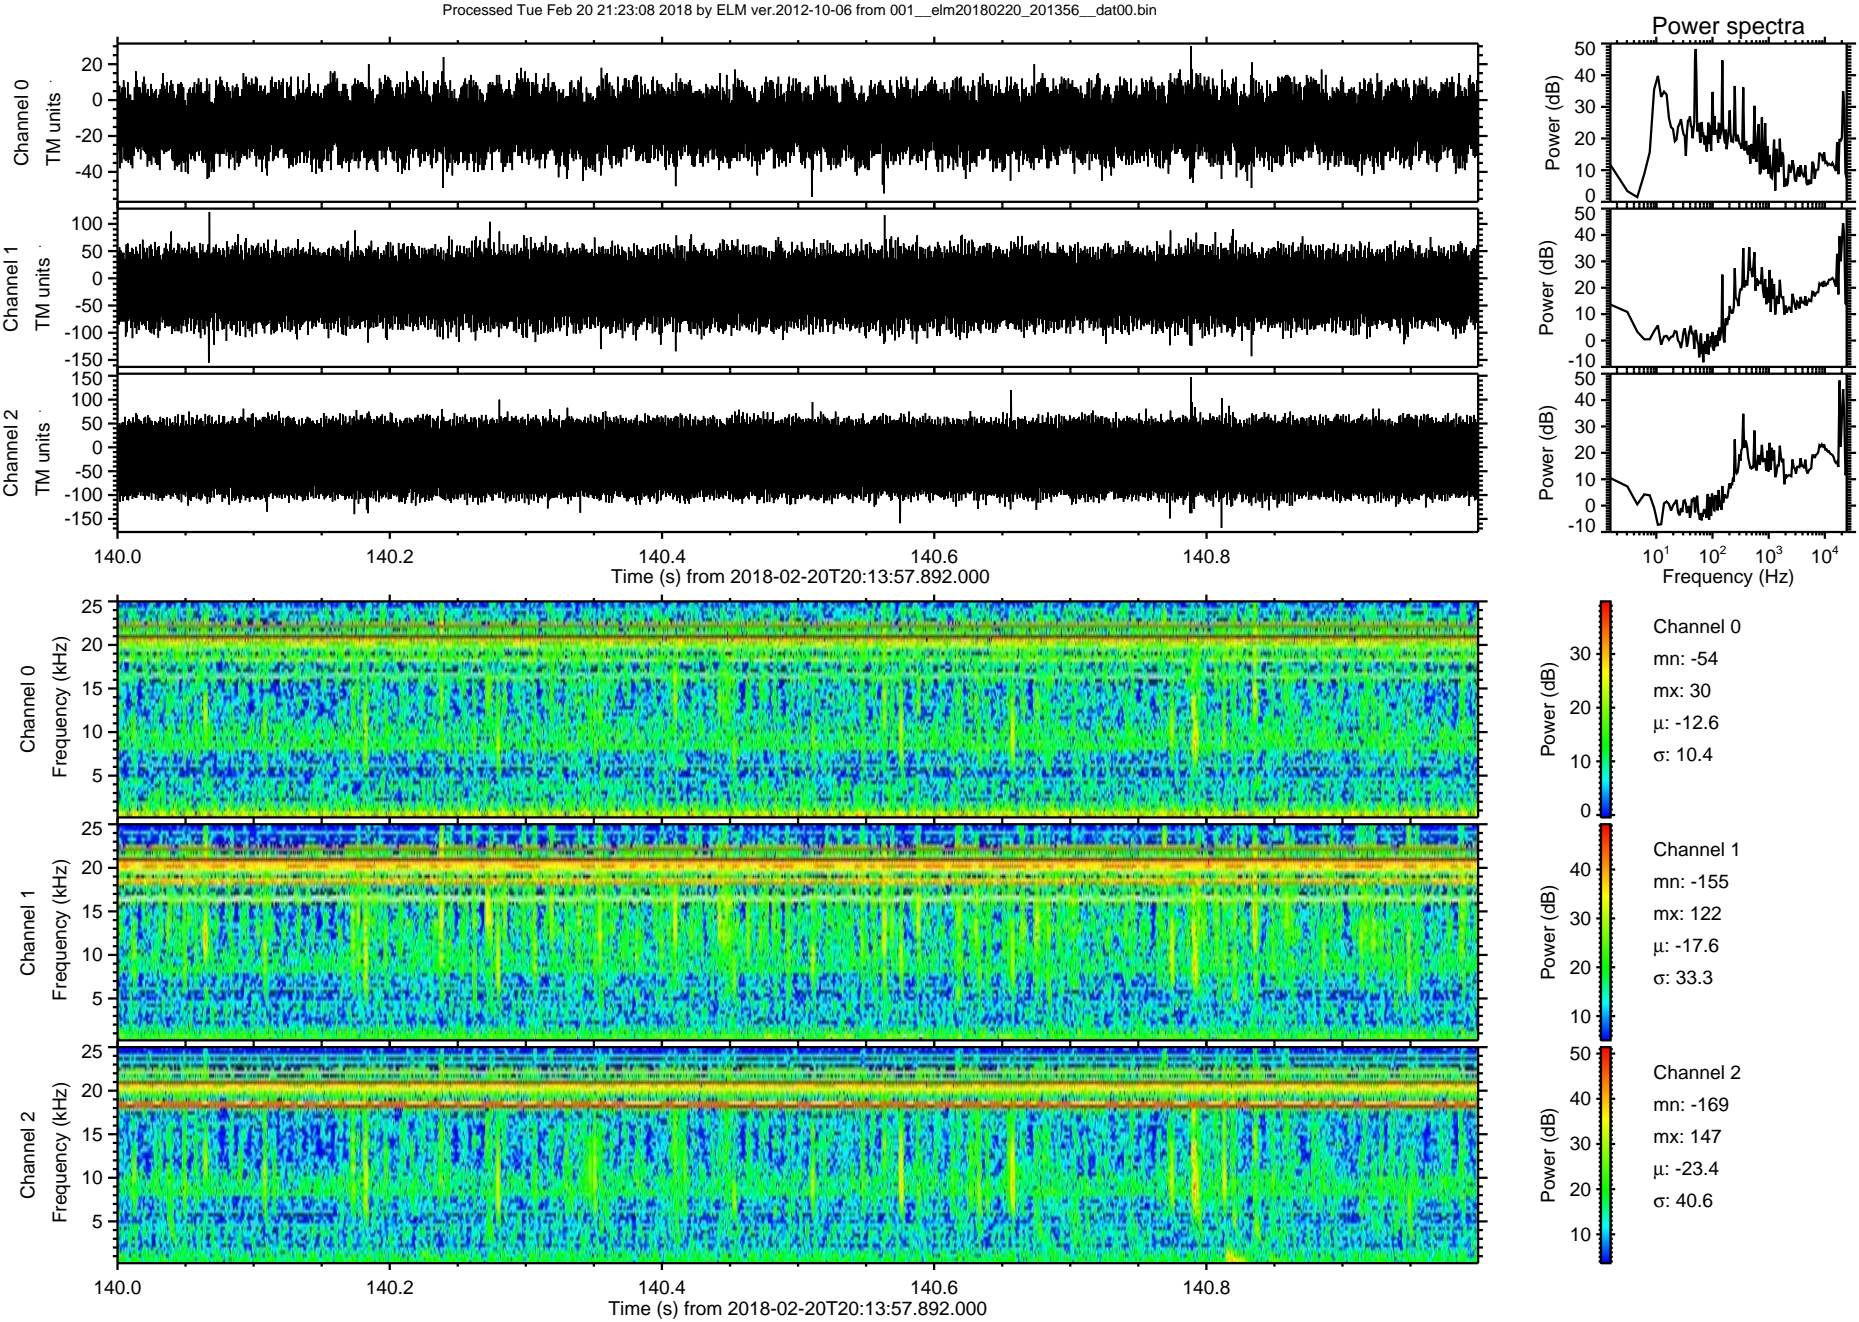 Processed Tue Feb 20 21:23:08 2018 by ELM ver.2012-10-06 from 001__elm20180220_201356__dat00.bin
Power spectra
Channel 0
TM units
20
0
-20
-40
Power (dB)
50
40
30
20
10
0
Channel 1
TM units
100
50
0
-50
-100
-150
Power (dB)
50
40
30
20
10
0
-10
Channel 2
TM units
150
100
50
0
-50
-100
-150
Power (dB)
50
40
30
20
10
0
-10
140.0 140.2 140.4 140.6 140.8
Time (s) from 2018-02-20T20:13:57.892.000
10^1 10^2 10^3 10^4
Frequency (Hz)
Channel 0
Frequency (kHz)
25
20
15
10
5
Power (dB)
30
20
10
0
Channel 0
mn: -54
mx: 30
μ: -12.6
σ: 10.4
Channel 1
Frequency (kHz)
25
20
15
10
5
Power (dB)
40
30
20
10
Channel 1
mn: -155
mx: 122
μ: -17.6
σ: 33.3
Channel 2
Frequency (kHz)
25
20
15
10
5
Power (dB)
50
40
30
20
10
Channel 2
mn: -169
mx: 147
μ: -23.4
σ: 40.6
140.0 140.2 140.4 140.6 140.8
Time (s) from 2018-02-20T20:13:57.892.000